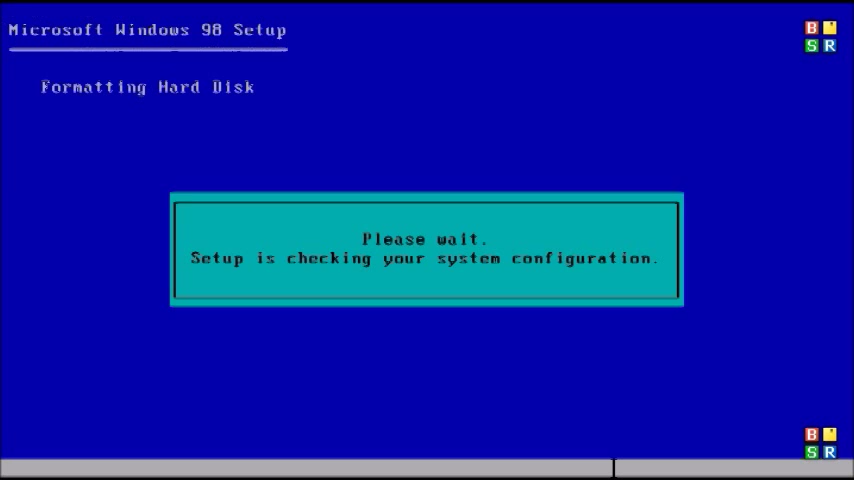 Microsoft Windows 98 Setup
B
S R
Formatting Hard Disk
Please wait.
Setup is checking your system configuration.
B
S R